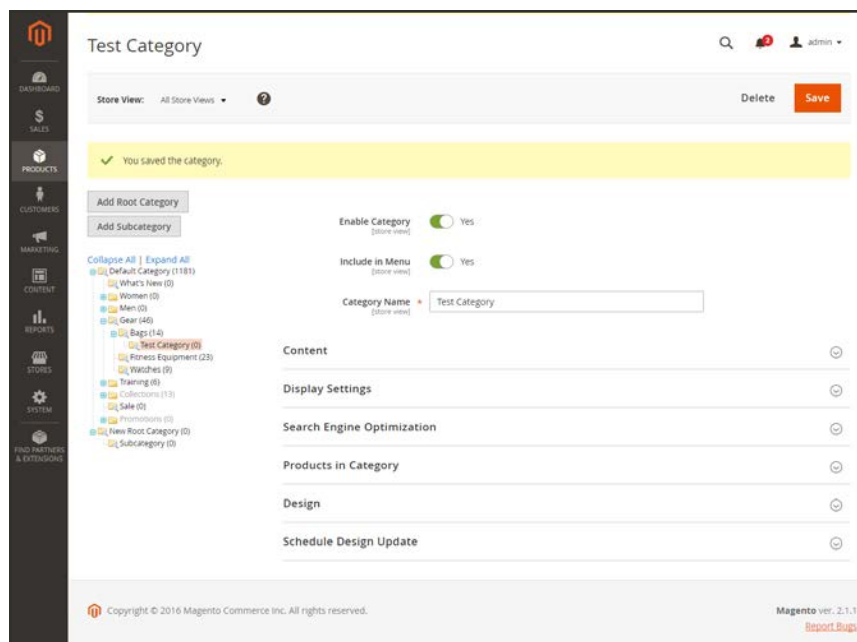 Test Category
2
admin
DASHBOARD
SALES
PRODUCTS
CUSTOMERS
MARKETING
CONTENT
REPORTS
STORES
SYSTEM
FIND PARTNERS
& EXTENSIONS
Store View: All Store Views ?
Delete Save
You saved the category.
Add Root Category
Add Subcategory
Collapse All | Expand All
Default Category (1181)
What's New (0)
Women (0)
Men (0)
Gear (46)
Bags (14)
Test Category (0)
Fitness Equipment (23)
Watches (9)
Training (6)
Collections (13)
Sale (0)
Promotions (0)
New Root Category (0)
Subcategory (0)
Enable Category Yes
[store view]
Include in Menu Yes
[store view]
Category Name * Test Category
[store view]
Content
Display Settings
Search Engine Optimization
Products in Category
Design
Schedule Design Update
Copyright © 2016 Magento Commerce Inc. All rights reserved.
Magento ver. 2.1.1
Report Bugs